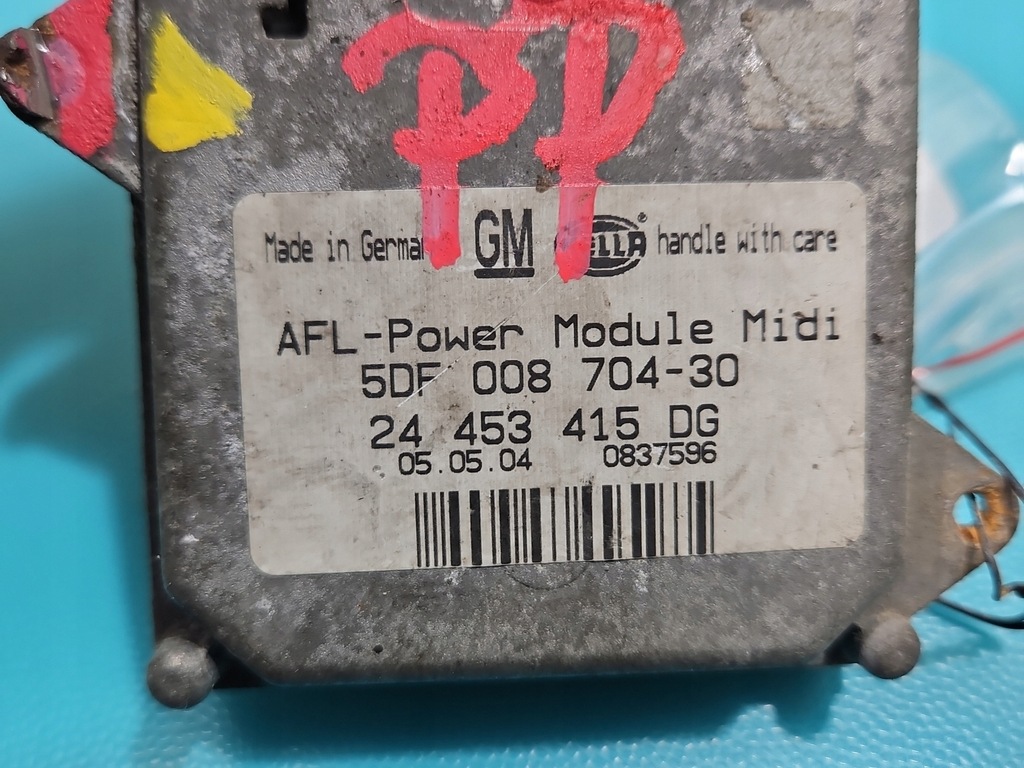 PP
Made in German GM HELLA® handle with care
AFL-Power Module Midi
5DF 008 704-30
24 453 415 DG
05.05.04 0837596